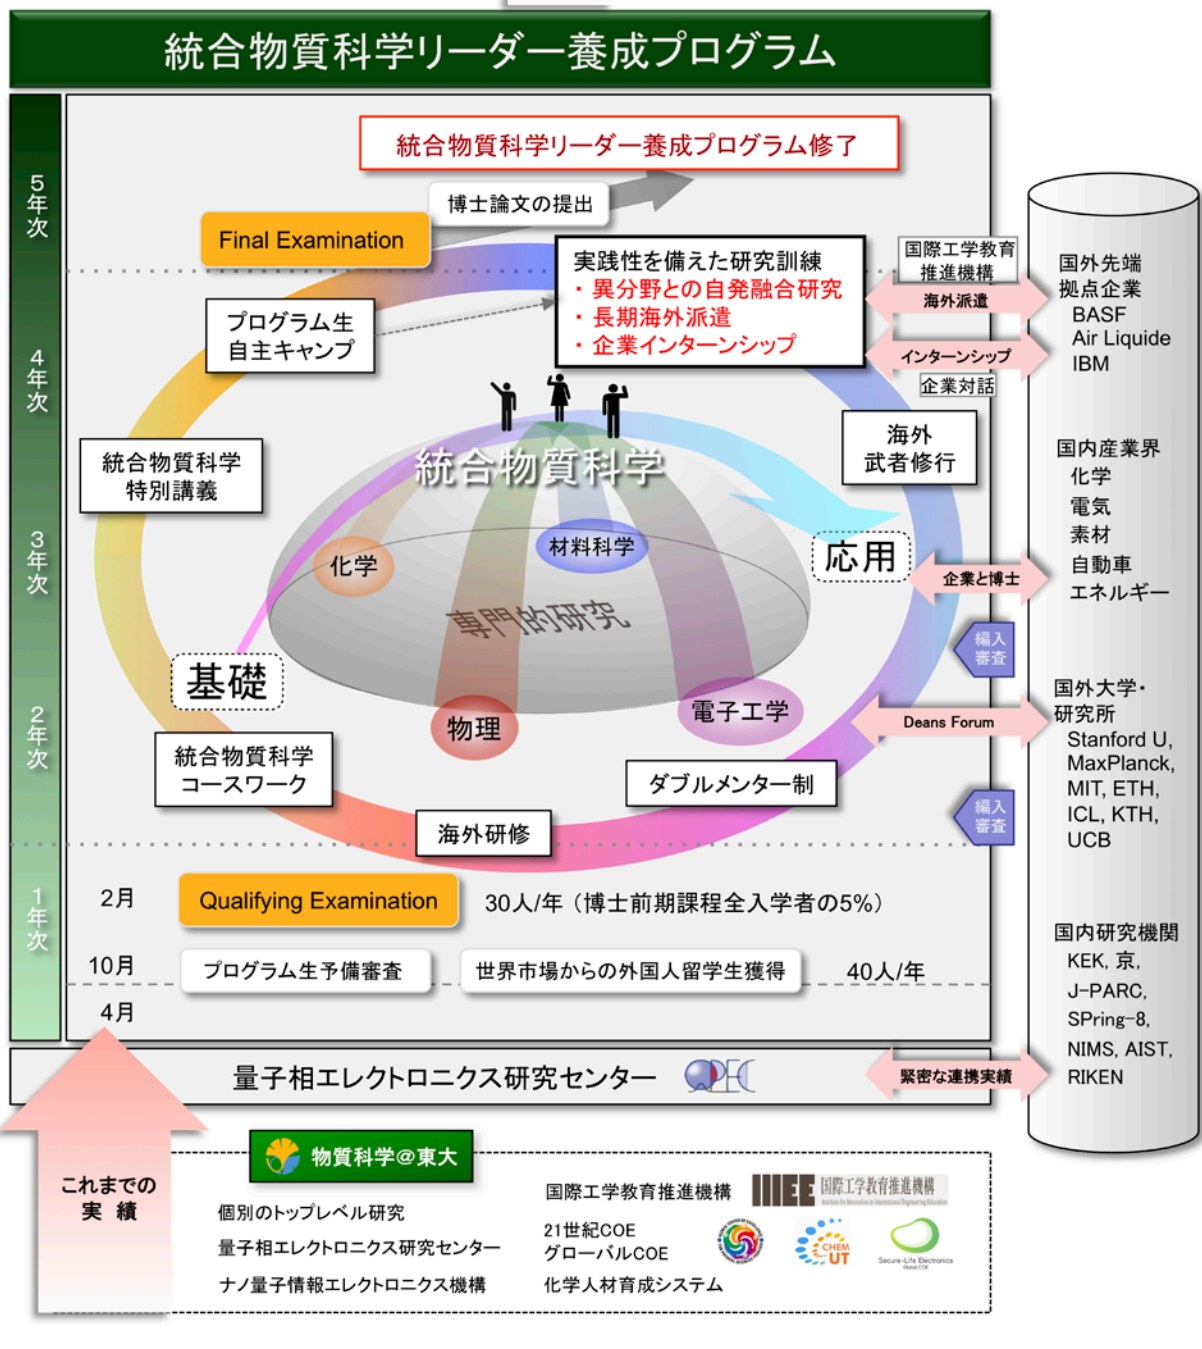 統合物質科学リーダー養成プログラム
統合物質科学リーダー養成プログラム修了
5年次
博士論文の提出
Final Examination
実践性を備えた研究訓練
・異分野との自発融合研究
・長期海外派遣
・企業インターンシップ
国際工学教育
推進機構
海外派遣
インターンシップ
企業対話
国外先端
拠点企業
BASF
Air Liquide
IBM
プログラム生
自主キャンプ
4年次
海外
武者修行
統合物質科学
特別講義
統合物質科学
国内産業界
化学
電気
素材
自動車
エネルギー
3年次
化学
材料科学
応用
企業と博士
専門的研究
編入
審査
基礎
物理
電子工学
Deans Forum
国外大学・
研究所
Stanford U,
MaxPlanck,
MIT, ETH,
ICL, KTH,
UCB
2年次
統合物質科学
コースワーク
ダブルメンター制
海外研修
編入
審査
1年次
2月
Qualifying Examination
30人/年（博士前期課程全入学者の5%）
10月
プログラム生予備審査
世界市場からの外国人留学生獲得
40人/年
4月
国内研究機関
KEK, 京,
J-PARC,
SPring-8,
NIMS, AIST,
RIKEN
量子相エレクトロニクス研究センター
QPEC
緊密な連携実績
これまでの
実 績
物質科学@東大
個別のトップレベル研究
量子相エレクトロニクス研究センター
ナノ量子情報エレクトロニクス機構
国際工学教育推進機構
IIIEE 国際工学教育推進機構
Institute for Innovation in International Engineering Education
21世紀COE
グローバルCOE
化学人材育成システム
CHEM
UT
Secure-Life Electronics
Global COE